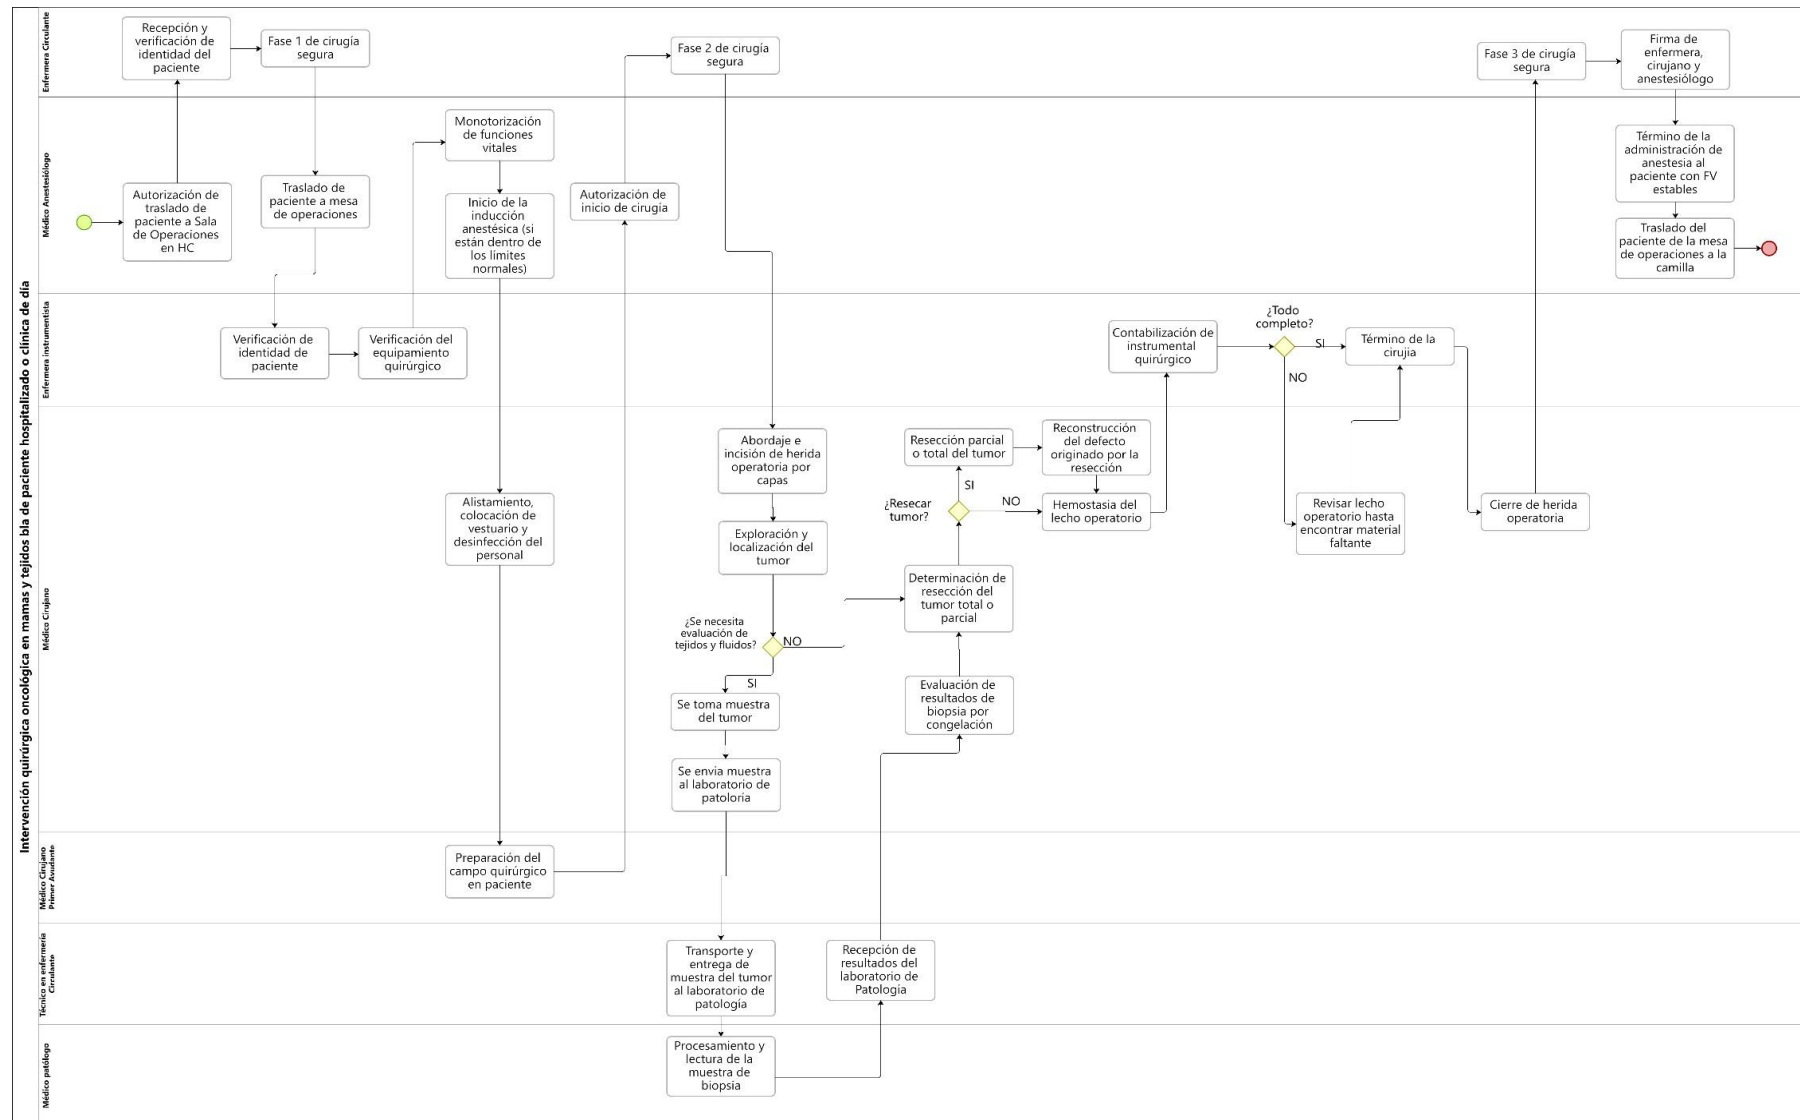 Intervención quirúrgica oncológica en mamas y tejidos bla de paciente hospitalizado o clínica de día
Enfermera Circulante
Recepción y
verificación de
identidad del
paciente
Fase 1 de cirugía
segura
Fase 2 de cirugía
segura
Fase 3 de cirugía
segura
Firma de
enfermera,
cirujano y
anestesiólogo
Médico Anestesiólogo
Autorización de
traslado de
paciente a Sala
de Operaciones
en HC
Traslado de
paciente a mesa
de operaciones
Monotorización
de funciones
vitales
Inicio de la
inducción
anestésica (si
están dentro de
los límites
normales)
Autorización de
inicio de cirugía
Término de la
administración de
anestesia al
paciente con FV
estables
Traslado del
paciente de la mesa
de operaciones a la
camilla
Enfermera instrumentista
Verificación de
identidad de
paciente
Verificación del
equipamiento
quirúrgico
Contabilización de
instrumental
quirúrgico
¿Todo
completo?
SI
NO
Término de la
cirujia
Médico Cirujano
Alistamiento,
colocación de
vestuario y
desinfección del
personal
Abordaje e
incisión de herida
operatoria por
capas
Exploración y
localización del
tumor
¿Se necesita
evaluación de
tejidos y fluidos?
NO
SI
Se toma muestra
del tumor
Se envia muestra
al laboratorio de
patoloría
Resección parcial
o total del tumor
Reconstrucción
del defecto
originado por la
resección
SI
¿Resecar
tumor?
NO
Hemostasia del
lecho operatorio
Determinación de
resección del
tumor total o
parcial
Evaluación de
resultados de
biopsia por
congelación
Revisar lecho
operatorio hasta
encontrar material
faltante
Cierre de herida
operatoria
Médico Cirujano
Primer Ayudante
Preparación del
campo quirúrgico
en paciente
Técnico en enfermería
Circulante
Transporte y
entrega de
muestra del tumor
al laboratorio de
patología
Recepción de
resultados del
laboratorio de
Patología
Médico patólogo
Procesamiento y
lectura de la
muestra de
biopsia